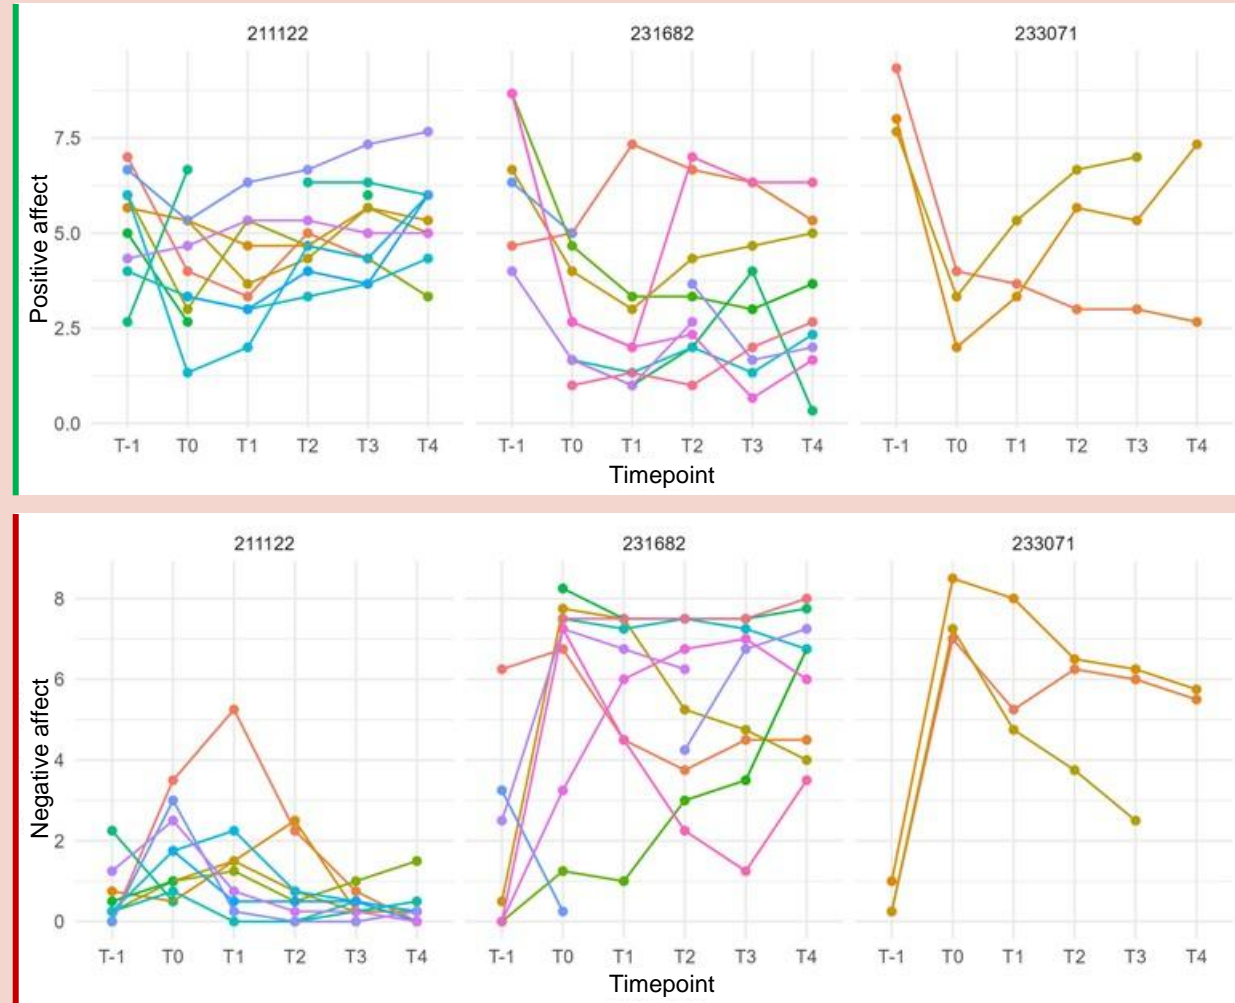 211122 231682 233071
7.5
5.0
2.5
0.0
Positive affect
T-1 T0 T1 T2 T3 T4 T-1 T0 T1 T2 T3 T4 T-1 T0 T1 T2 T3 T4
Timepoint
211122 231682 233071
8
6
4
2
0
Negative affect
T-1 T0 T1 T2 T3 T4 T-1 T0 T1 T2 T3 T4 T-1 T0 T1 T2 T3 T4
Timepoint